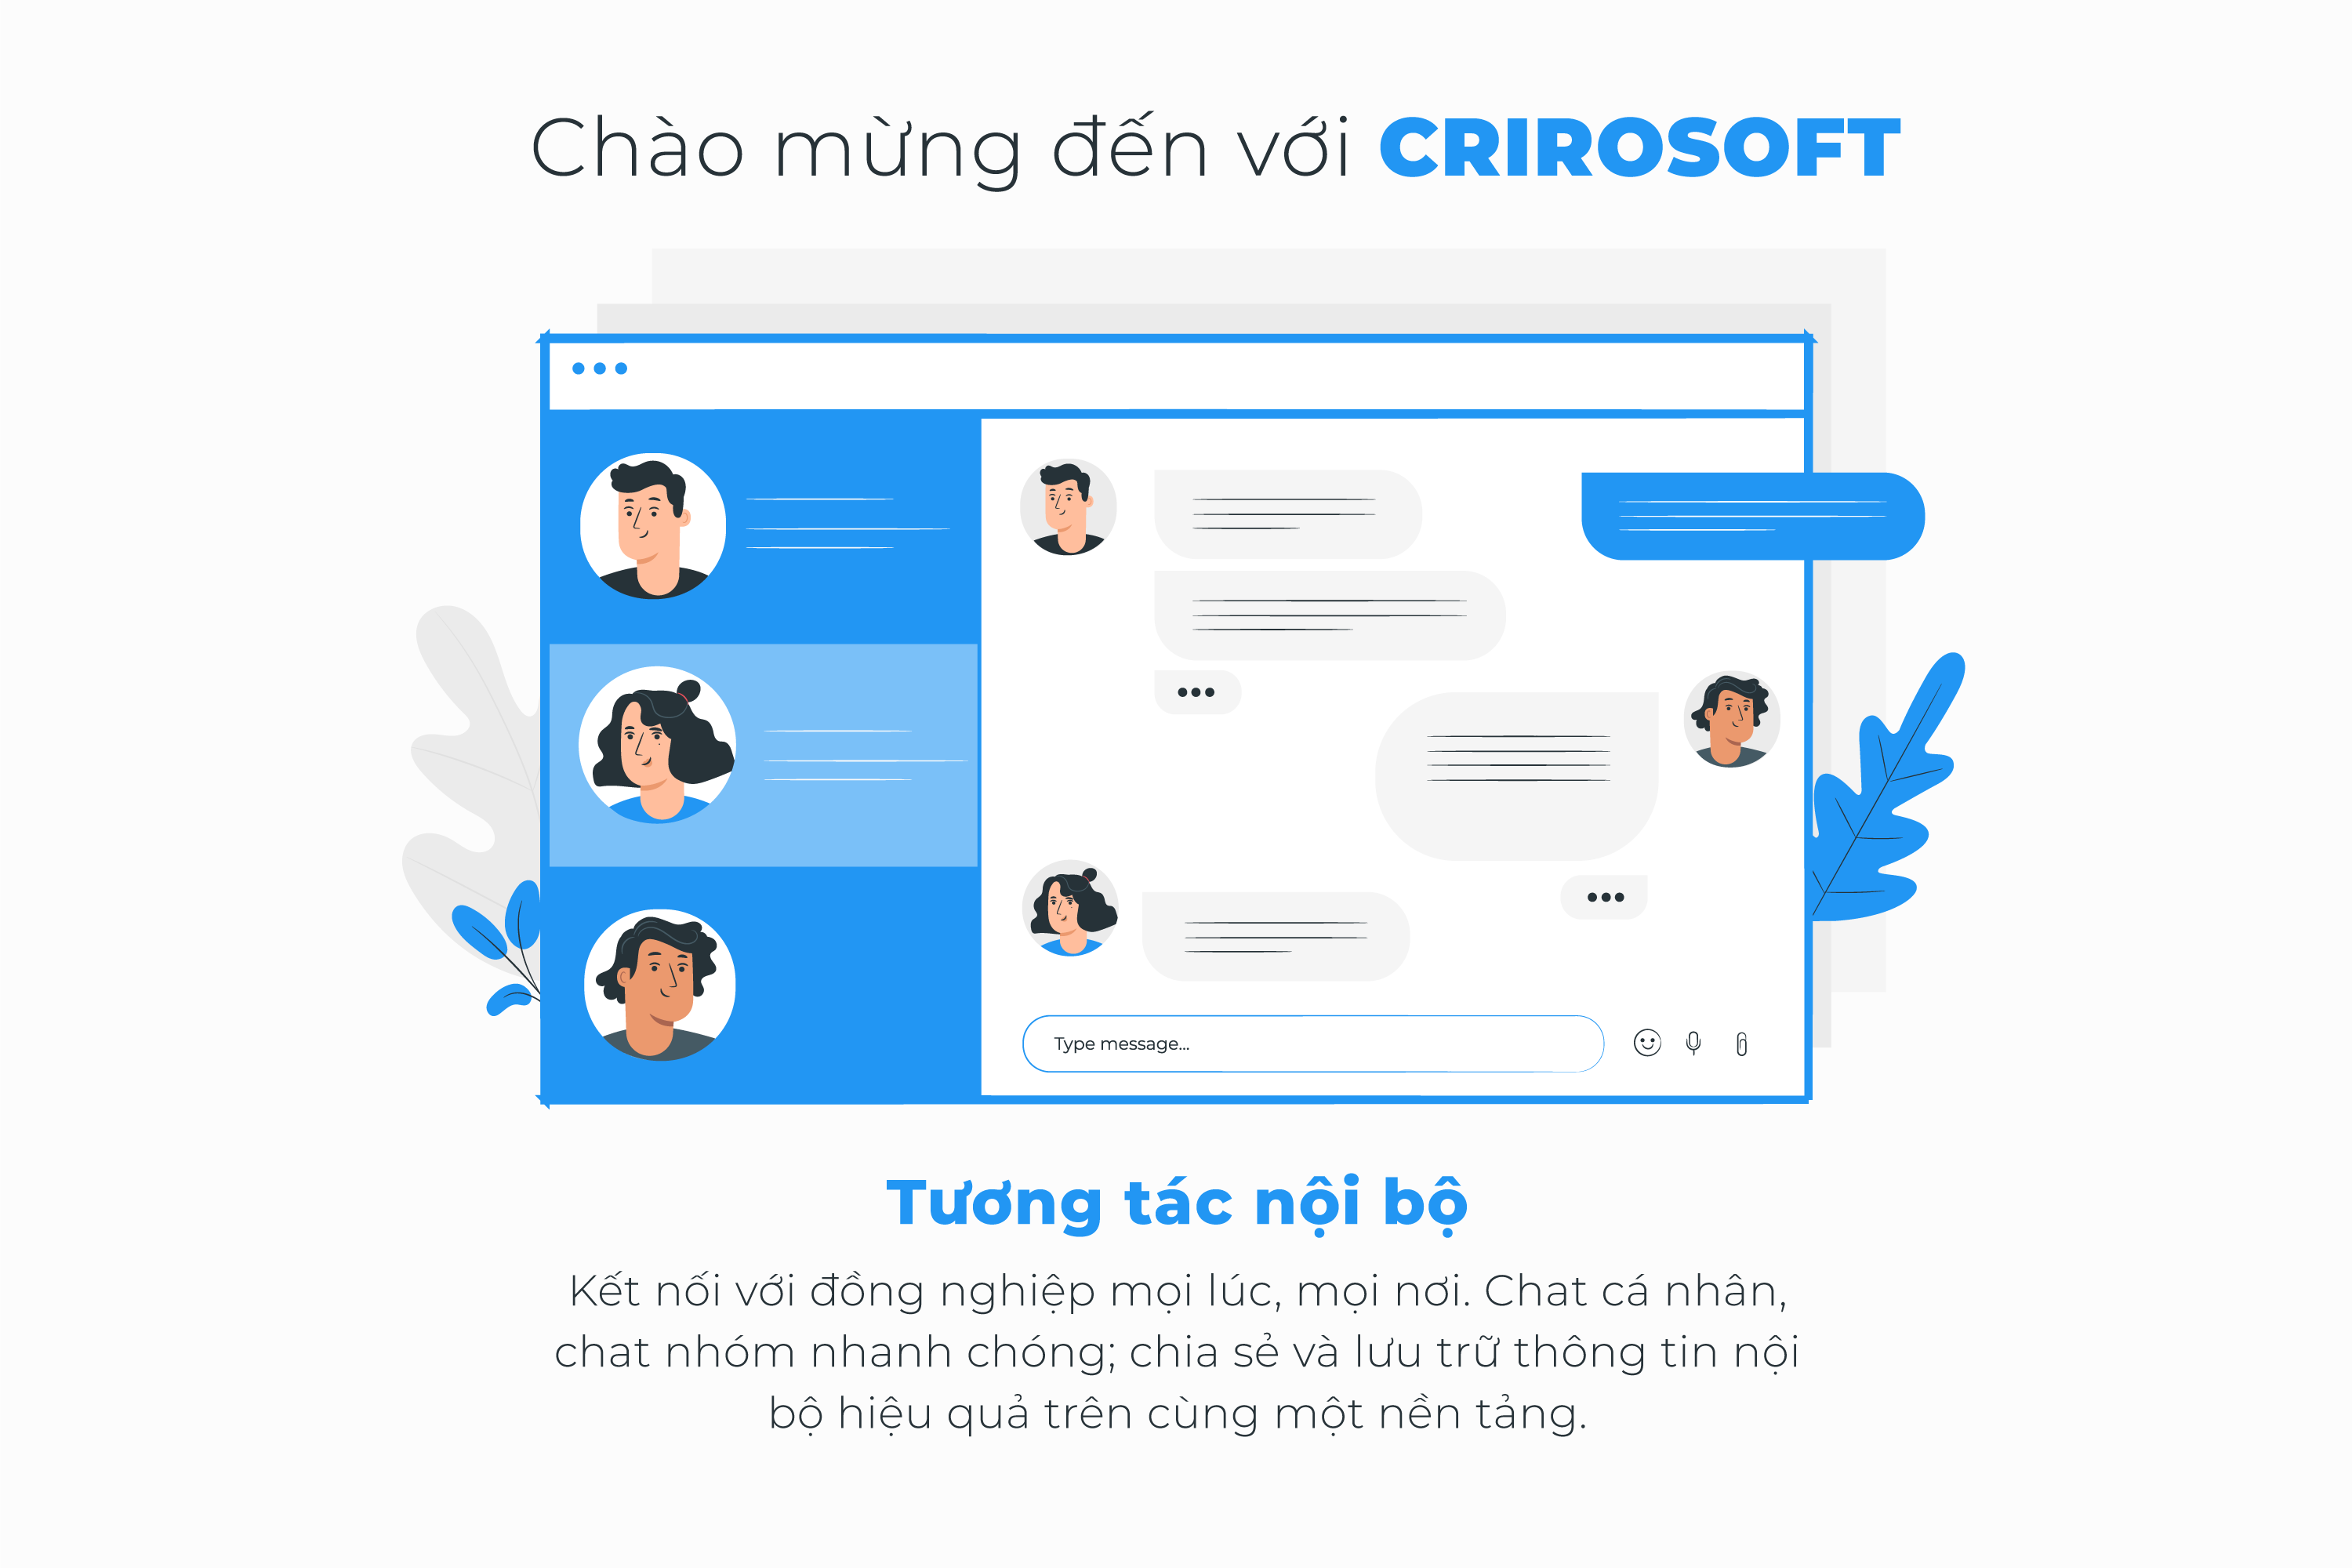 Chào mừng đến với CRIROSOFT
Type message...
Tương tác nội bộ
Kết nối với đồng nghiệp mọi lúc, mọi nơi. Chat cá nhân,
chat nhóm nhanh chóng; chia sẻ và lưu trữ thông tin nội
bộ hiệu quả trên cùng một nền tảng.